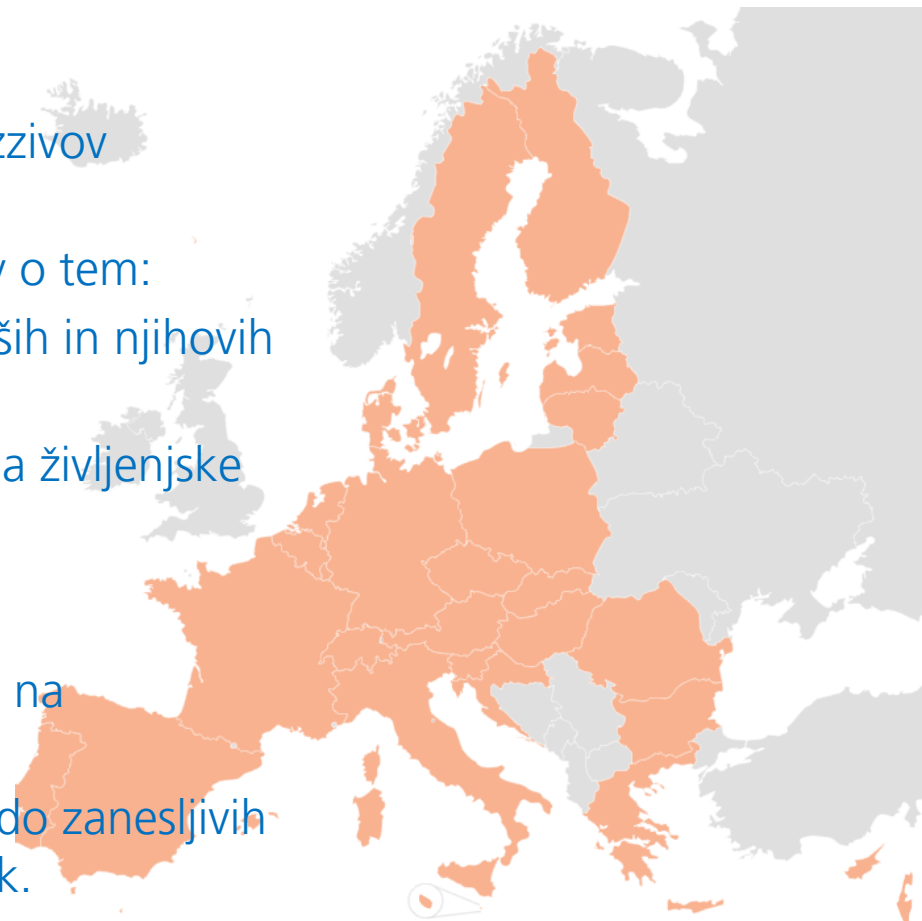 zzivov
o tem:
ših in njihovih
a življenjske
na
do zanesljivih
k.